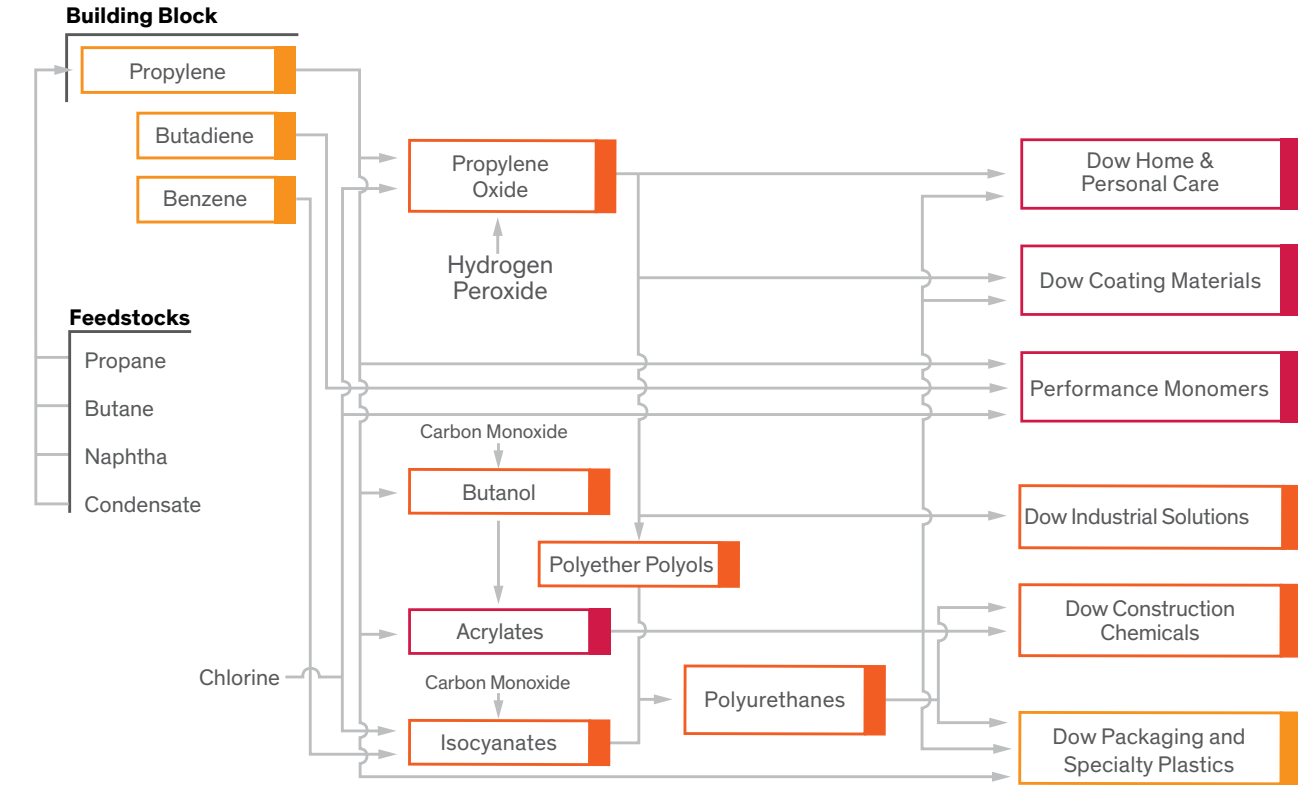 Building Block
Propylene
Butadiene
Benzene
Feedstocks
Propane
Butane
Naphtha
Condensate
Propylene
Oxide
Hydrogen
Peroxide
Carbon Monoxide
Butanol
Polyether Polyols
Acrylates
Chlorine
Carbon Monoxide
Isocyanates
Polyurethanes
Dow Home &
Personal Care
Dow Coating Materials
Performance Monomers
Dow Industrial Solutions
Dow Construction
Chemicals
Dow Packaging and
Specialty Plastics